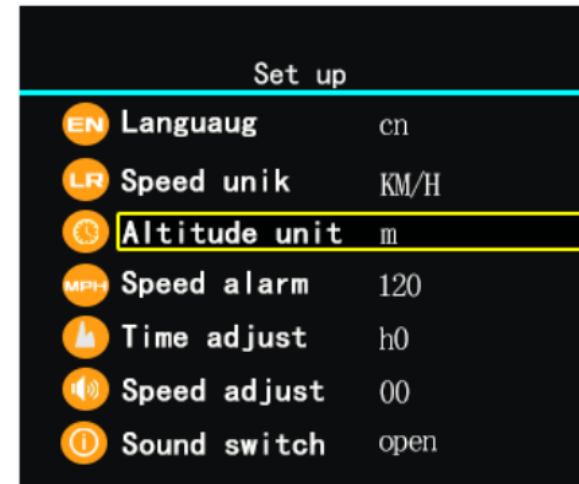 Set up
EN Languaug cn
LR Speed unik KM/H
Altitude unit m
MPH Speed alarm 120
Time adjust h0
Speed adjust 00
Sound switch open